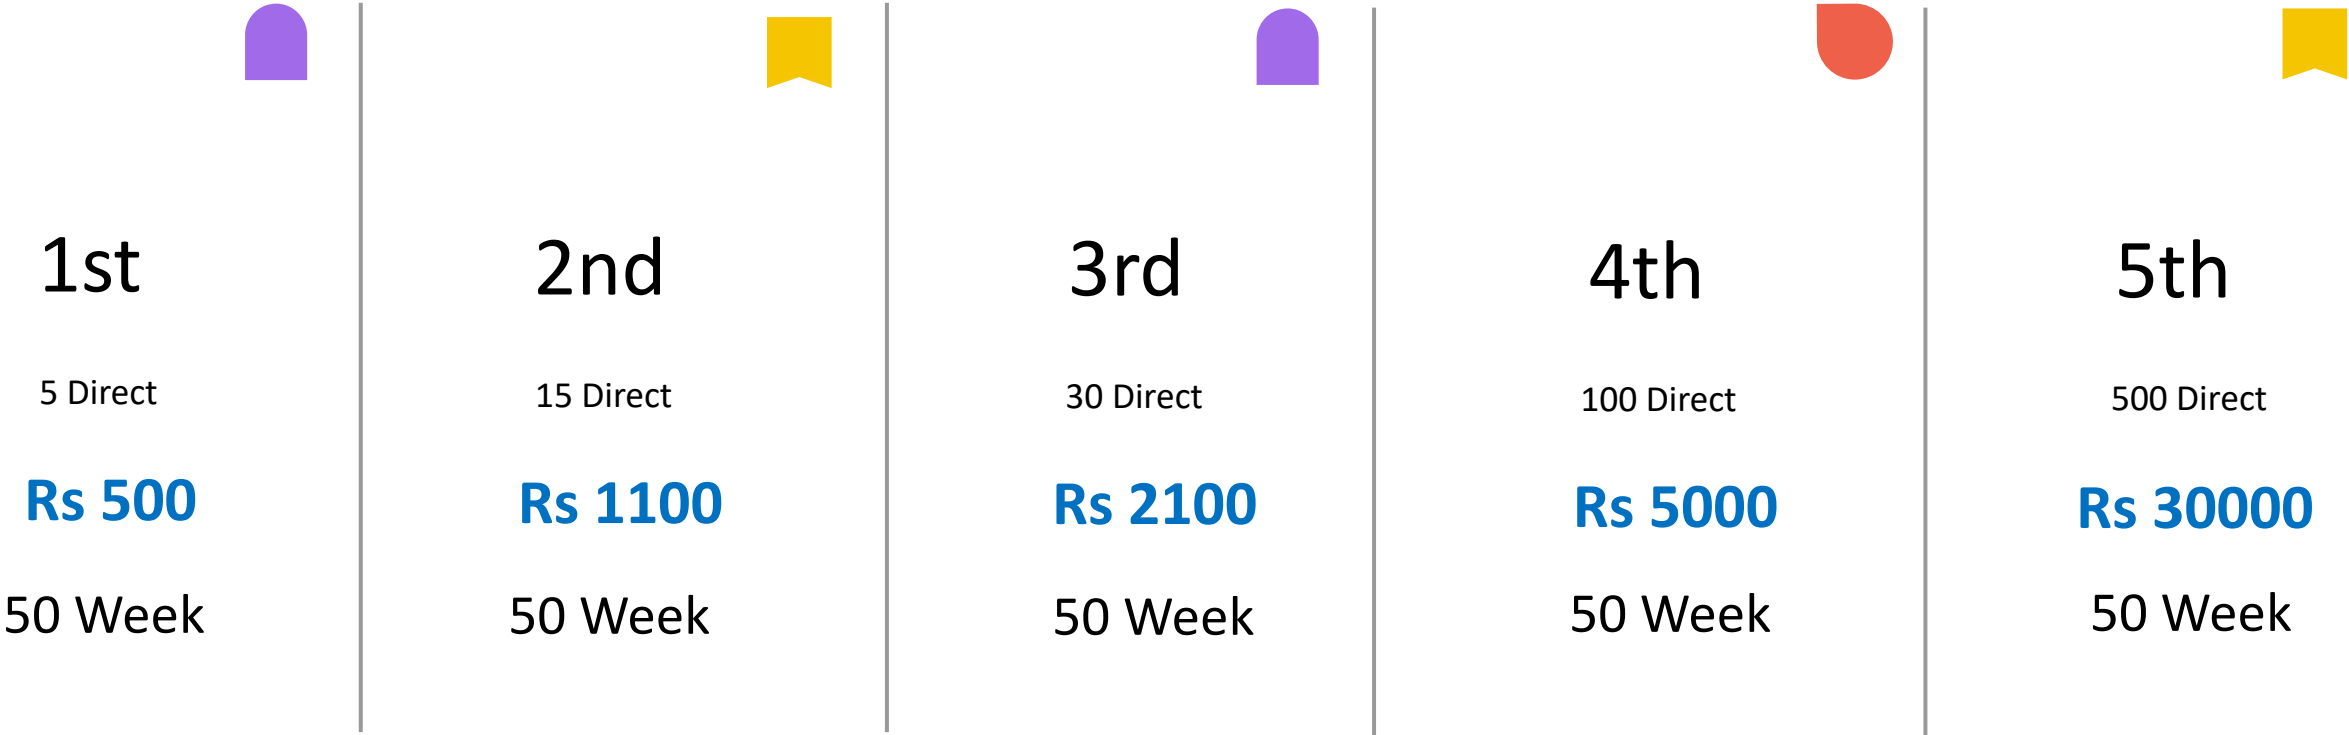 1st
5 Direct
Rs 500
50 Week
2nd
15 Direct
Rs 1100
50 Week
3rd
30 Direct
Rs 2100
50 Week
4th
100 Direct
Rs 5000
50 Week
5th
500 Direct
Rs 30000
50 Week